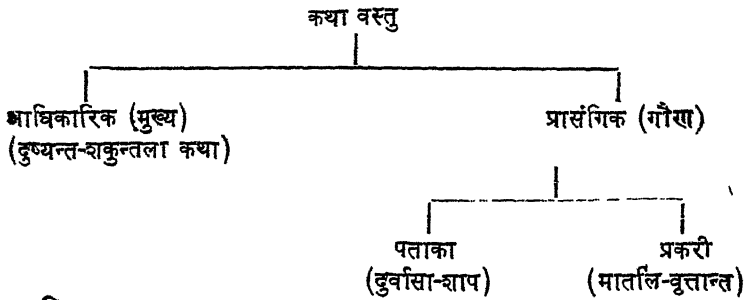 कथा वस्तु
आधिकारिक (मुख्य) प्रासंगिक (गौण)
(दुष्यन्त-शकुन्तला कथा)
पताका प्रकरी
(दुर्वासा-शाप) (मातलि-वृत्तान्त)